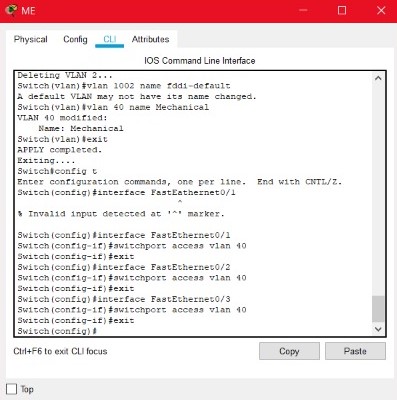 ME
Physical Config CLI Attributes
IOS Command Line Interface
Deleting VLAN 2...
Switch(vlan)#vlan 1002 name fddi-default
A default VLAN may not have its name changed.
Switch(vlan)#vlan 40 name Mechanical
VLAN 40 modified:
Name: Mechanical
Switch(vlan)#exit
APPLY completed.
Exiting....
Switch#config t
Enter configuration commands, one per line. End with CNTL/Z.
Switch(config)#interface FastEathernet0/1
^
% Invalid input detected at '^' marker.
Switch(config)#interface FastEthernet0/1
Switch(config-if)#switchport access vlan 40
Switch(config-if)#exit
Switch(config)#interface FastEthernet0/2
Switch(config-if)#switchport access vlan 40
Switch(config-if)#exit
Switch(config)#interface FastEthernet0/3
Switch(config-if)#switchport access vlan 40
Switch(config-if)#exit
Switch(config)#
Ctrl+F6 to exit CLI focus
Copy Paste
Top